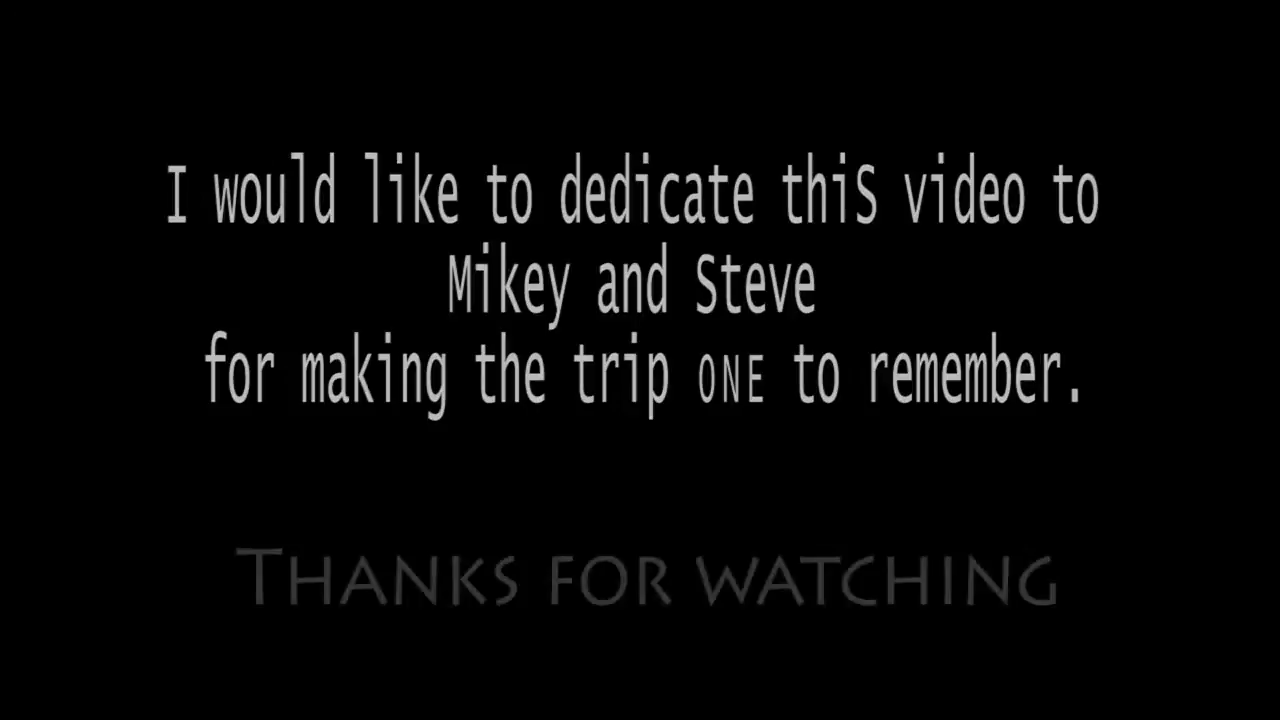 I would like to dedicate thiS video to
Mikey and Steve
for making the trip ONE to remember.
THANKS FOR WATCHING